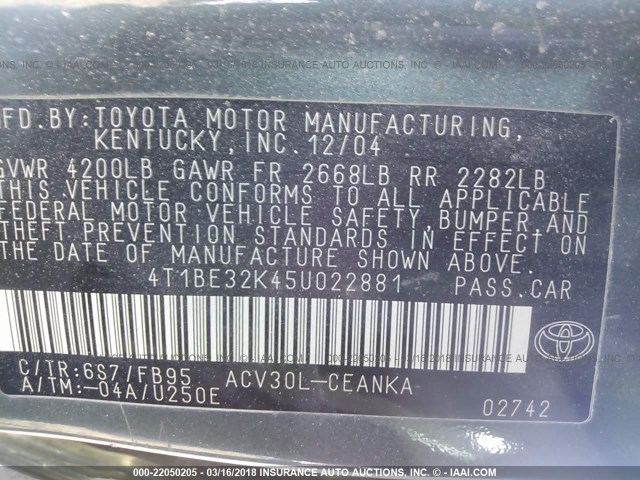 MFD. BY: TOYOTA MOTOR MANUFACTURING,
KENTUCKY, INC. 12/04
GVWR 4200LB GAWR FR 2668LB RR 2282LB
THIS VEHICLE CONFORMS TO ALL APPLICABLE
FEDERAL MOTOR VEHICLE SAFETY, BUMPER, AND
THEFT PREVENTION STANDARDS IN EFFECT ON
THE DATE OF MANUFACTURE SHOWN ABOVE.
4T1BE32K45U022881 PASS.CAR
C/TR:6S7/FB95 ACV30L-CEANKA
A/TM:-04A/U250E
02742
000-22050205 - 03/16/2018 INSURANCE AUTO AUCTIONS INC. - © IAAI.COM